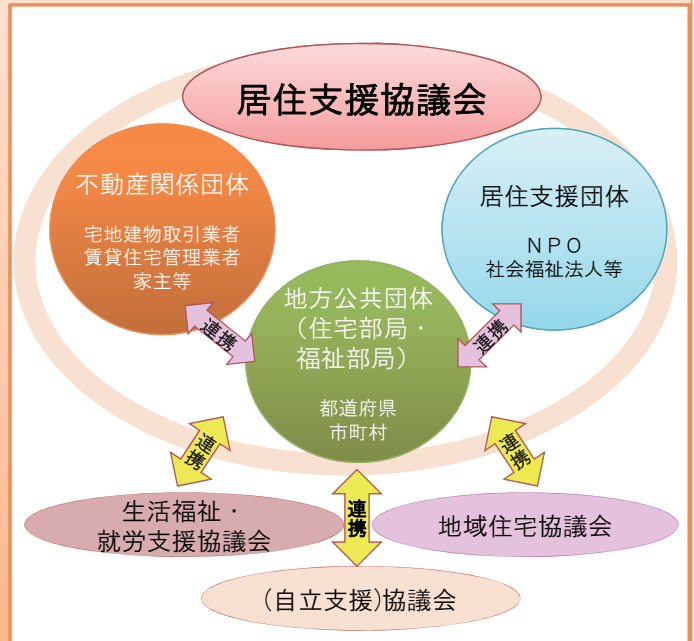 居住支援協議会
不動産関係団体
宅地建物取引業者
賃貸住宅管理業者
家主等
居住支援団体
ＮＰＯ
社会福祉法人等
地方公共団体
（住宅部局・
福祉部局）
都道府県
市町村
連携
連携
連携
連携
連携
生活福祉・
就労支援協議会
地域住宅協議会
（自立支援）協議会